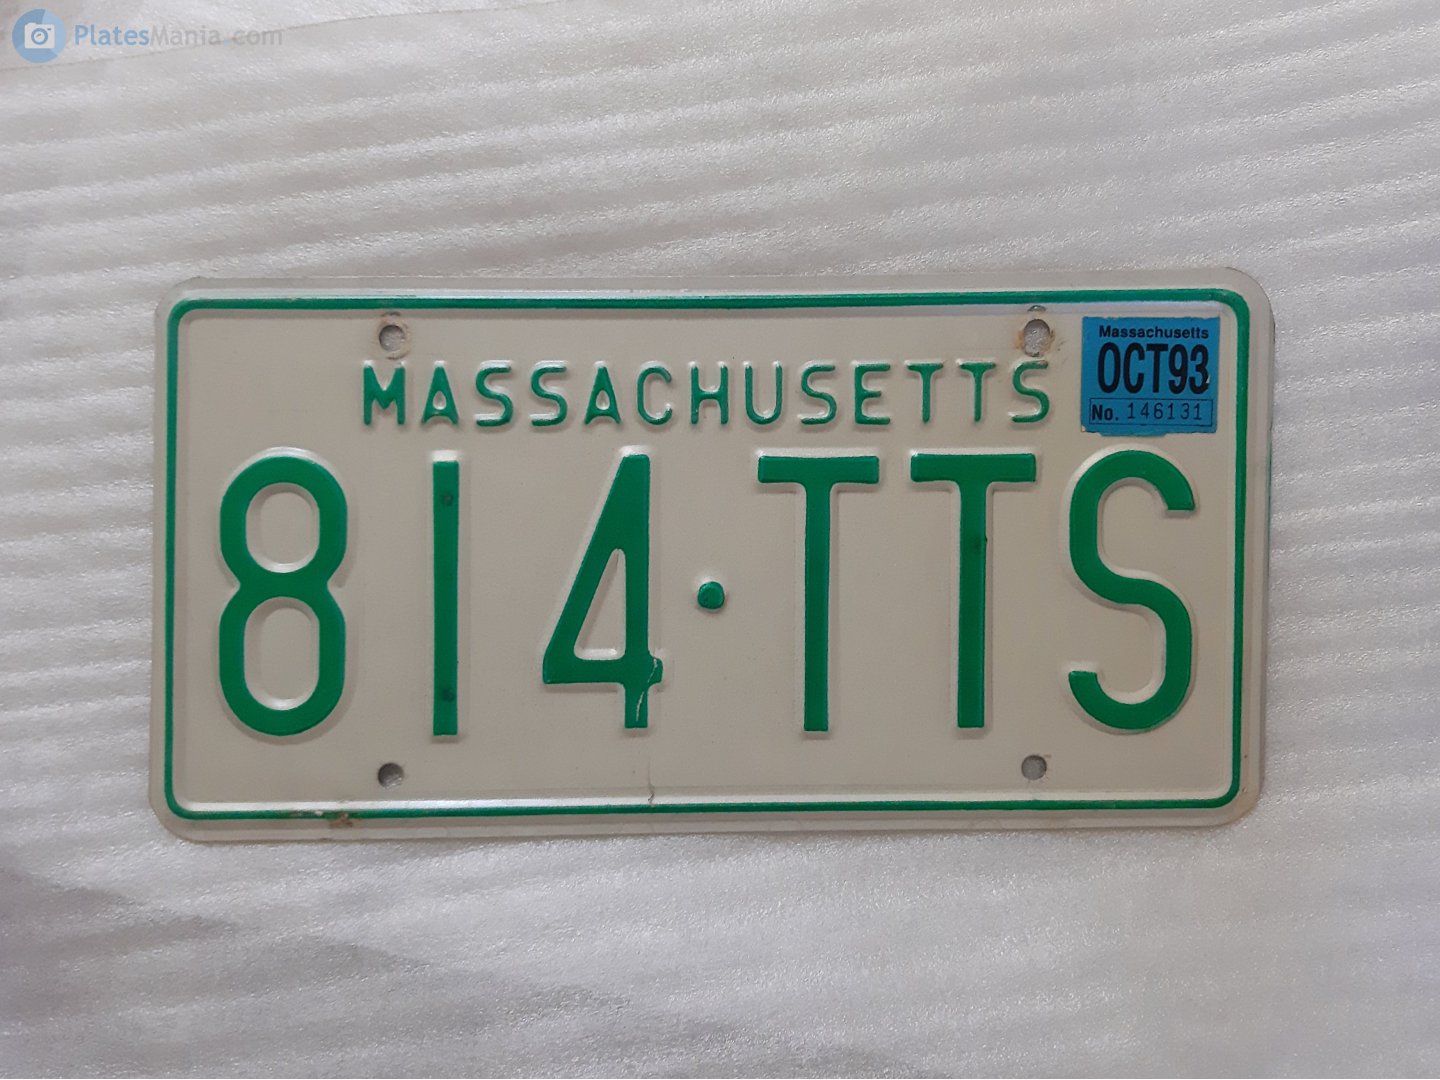 PlatesMania.com
MASSACHUSETTS
Massachusetts
OCT93
No. 146131
814·TTS